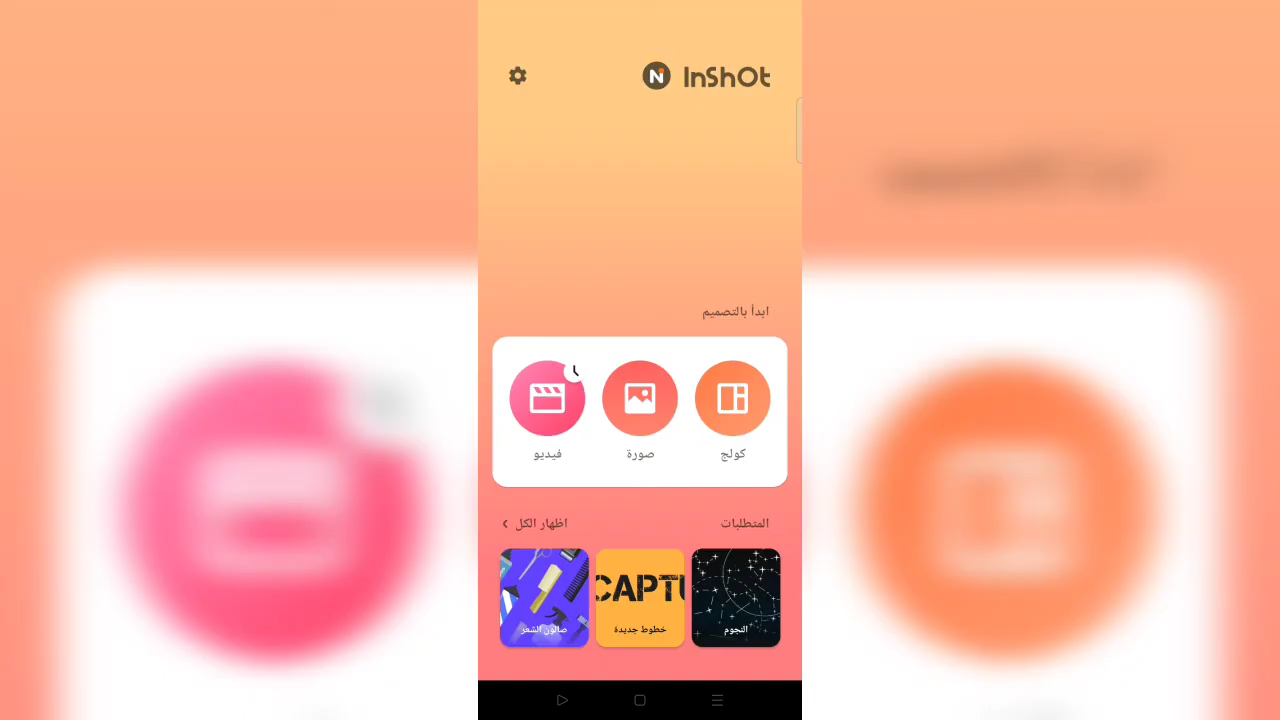 InShOt
ابدأ بالتصميم
كولج
صورة
فيديو
المتطلبات
اظهار الكل
CAPTU
النجوم
خطوط جديدة
صالون الشعر